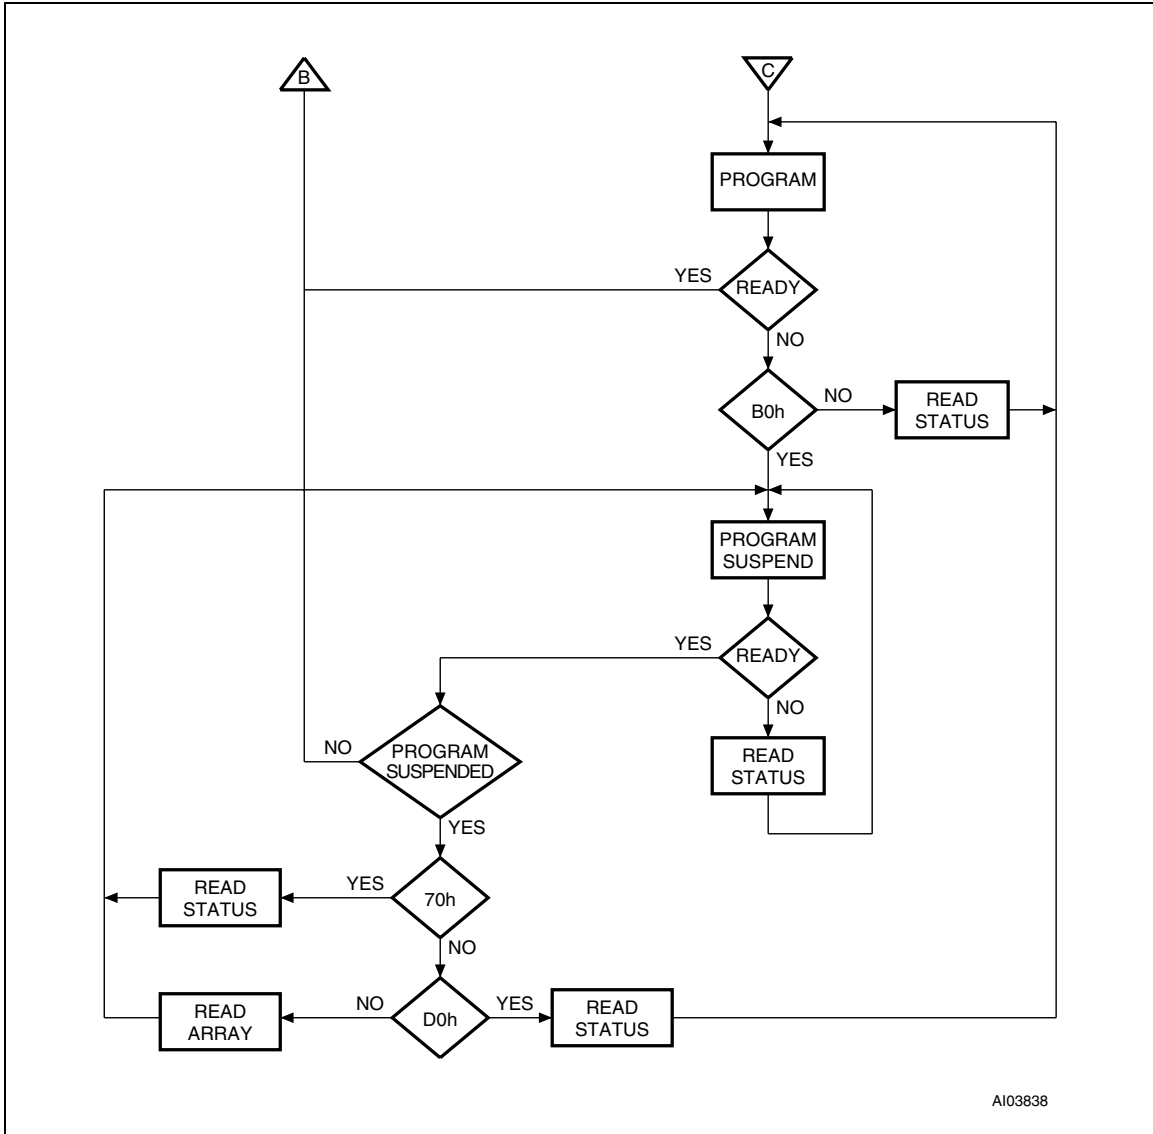 B
C
PROGRAM
YES
READY
NO
B0h
NO
READ
STATUS
YES
PROGRAM
SUSPEND
YES
READY
NO
NO
PROGRAM
SUSPENDED
READ
STATUS
YES
READ
STATUS
YES
70h
NO
READ
ARRAY
NO
D0h
YES
READ
STATUS
AI03838